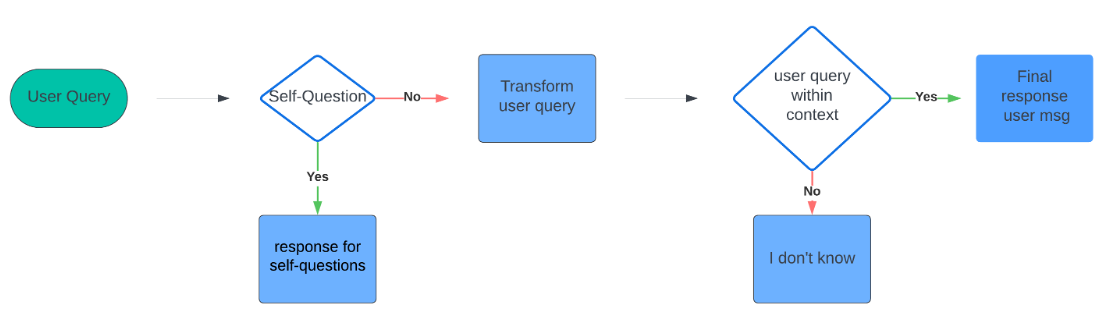 User Query
Self-Question
No
Yes
response for
self-questions
Transform
user query
user query
within
context
Yes
No
I don't know
Final
response
user msg